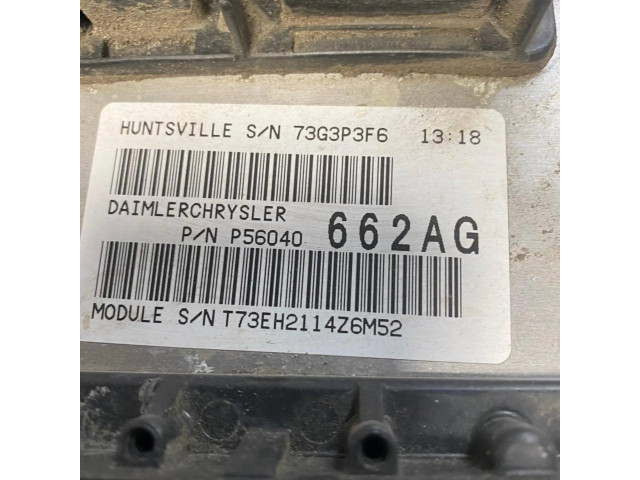 HUNTSVILLE S/N 73G3P3F6 13:18
DAIMLERCHRYSLER
P/N P56040 662AG
MODULE S/N T73EH2114Z6M52